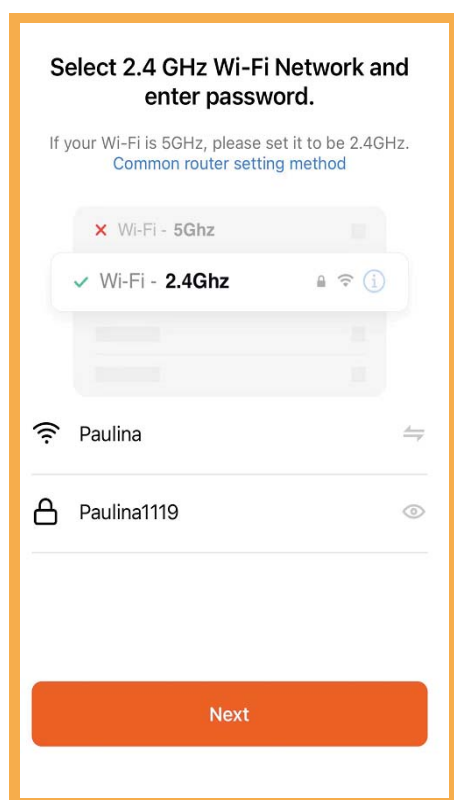 Select 2.4 GHz Wi-Fi Network and
enter password.
If your Wi-Fi is 5GHz, please set it to be 2.4GHz.
Common router setting method
Wi-Fi - 5Ghz
Wi-Fi - 2.4Ghz
Paulina
Paulina1119
Next